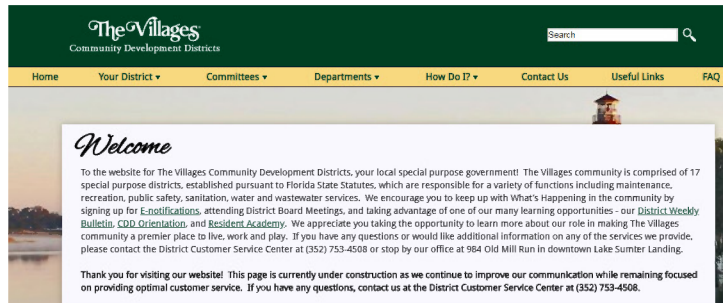 The Villages®
Community Development Districts
Search
Home Your District ▾ Committees ▾ Departments ▾ How Do I? ▾ Contact Us Useful Links FAQ
Welcome
To the website for The Villages Community Development Districts, your local special purpose government! The Villages community is comprised of 17
special purpose districts, established pursuant to Florida State Statutes, which are responsible for a variety of functions including maintenance,
recreation, public safety, sanitation, water and wastewater services. We encourage you to keep up with What's Happening in the community by
signing up for E-notifications, attending District Board Meetings, and taking advantage of one of our many learning opportunities - our District Weekly
Bulletin, CDD Orientation, and Resident Academy. We appreciate you taking the opportunity to learn more about our role in making The Villages
community a premier place to live, work and play. If you have any questions or would like additional information on any of the services we provide,
please contact the District Customer Service Center at (352) 753-4508 or stop by our office at 984 Old Mill Run in downtown Lake Sumter Landing.
Thank you for visiting our website! This page is currently under construction as we continue to improve our communication while remaining focused
on providing optimal customer service. If you have any questions, contact us at the District Customer Service Center at (352) 753-4508.